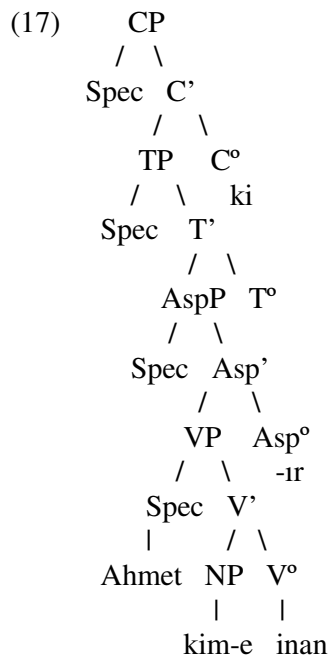 (17) CP
/ \
Spec C’
/ \
TP Cº
ki
/ \
Spec T’
/ \
AspP Tº
/ \
Spec Asp’
/ \
VP Aspº
-ır
/ \
Spec V’
| / \
Ahmet NP Vº
| |
kim-e inan